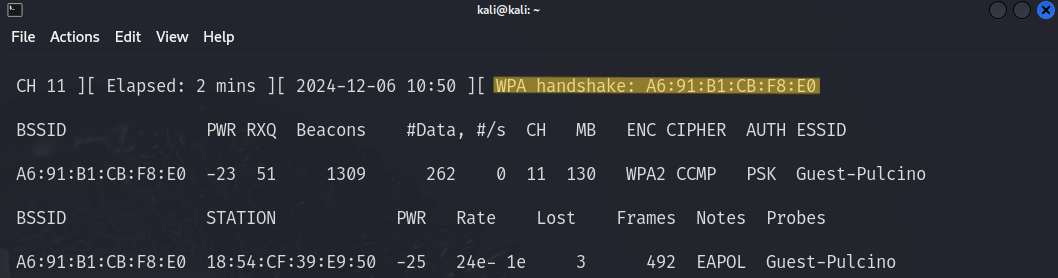 kali@kali: ~
File Actions Edit View Help
CH 11 ][ Elapsed: 2 mins ][ 2024-12-06 10:50 ][ WPA handshake: A6:91:B1:CB:F8:E0
BSSID PWR RXQ Beacons #Data, #/s CH MB ENC CIPHER AUTH ESSID
A6:91:B1:CB:F8:E0 -23 51 1309 262 0 11 130 WPA2 CCMP PSK Guest-Pulcino
BSSID STATION PWR Rate Lost Frames Notes Probes
A6:91:B1:CB:F8:E0 18:54:CF:39:E9:50 -25 24e- 1e 3 492 EAPOL Guest-Pulcino